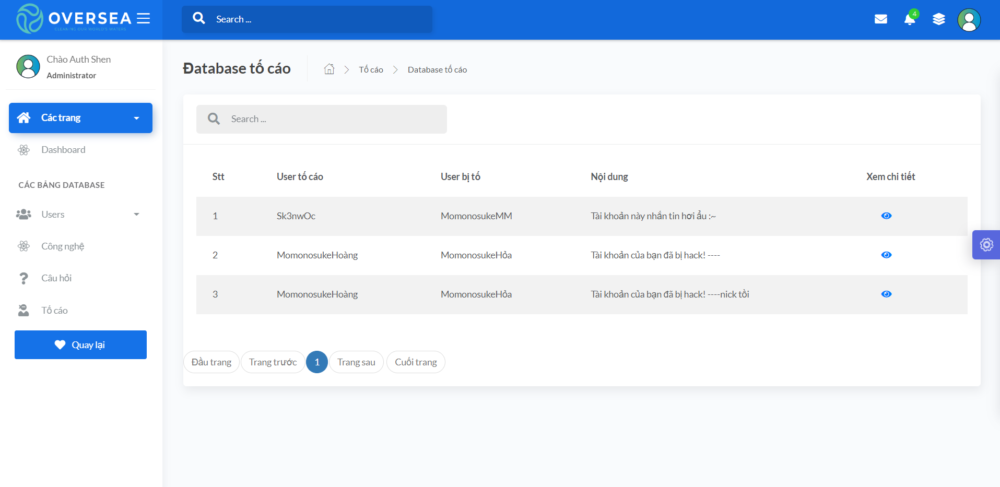 OVERSEA
CLEANING OUR WORLD'S WATERS
Search ...
4
Chào Auth Shen
Administrator
Các trang
Dashboard
CÁC BẢNG DATABASE
Users
Công nghệ
Câu hỏi
Tố cáo
Quay lại
Đatabase tố cáo
Tố cáo
Database tố cáo
Search ...
Stt User tố cáo User bị tố Nội dung Xem chi tiết
1 Sk3nwOc MomonosukeMM Tài khoản này nhắn tin hơi ẩu :~
2 MomonosukeHoàng MomonosukeHỏa Tài khoản của bạn đã bị hack! ----
3 MomonosukeHoàng MomonosukeHỏa Tài khoản của bạn đã bị hack! ----nick tồi
Đầu trang Trang trước 1 Trang sau Cuối trang